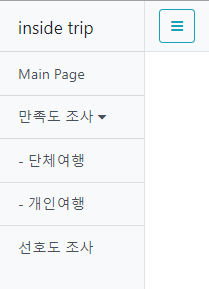 inside trip
Main Page
만족도 조사
- 단체여행
- 개인여행
선호도 조사